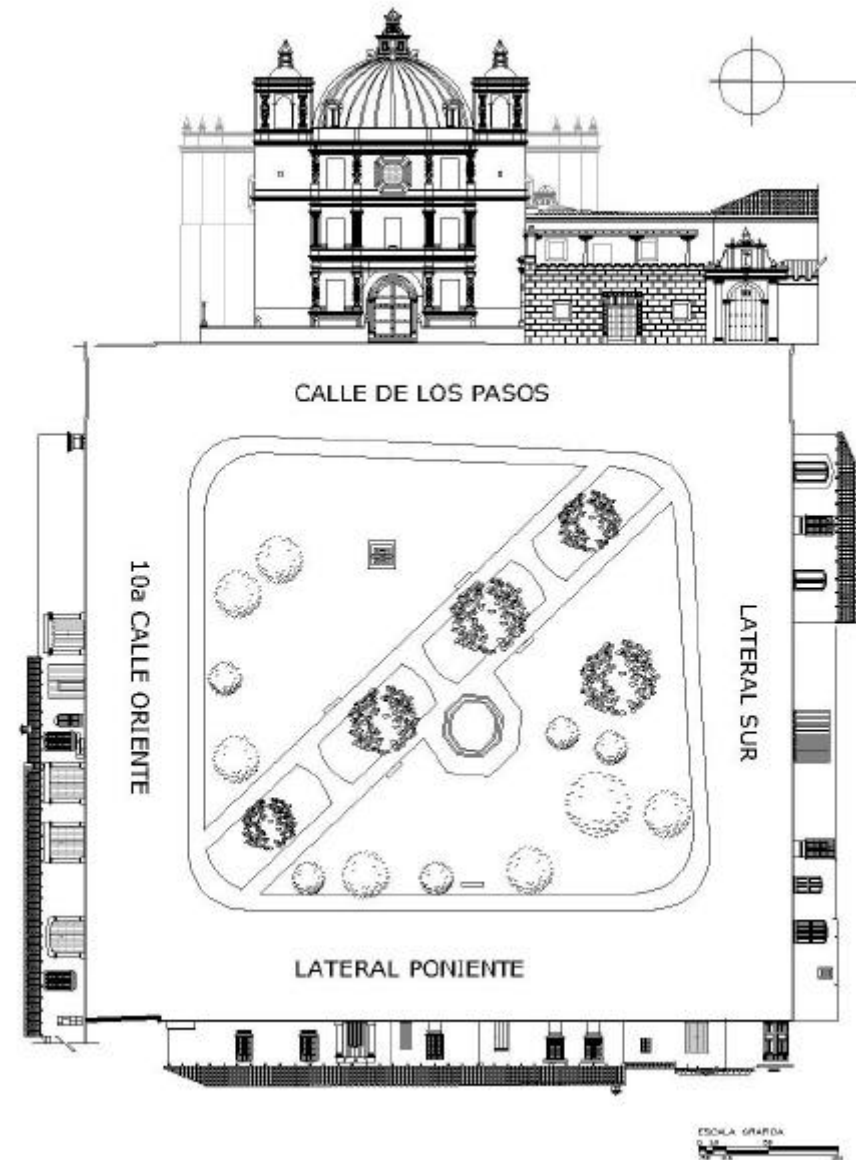 CALLE DE LOS PASOS
10a CALLE ORIENTE
LATERAL SUR
LATERAL PONIENTE
ESCALA GRAFICA